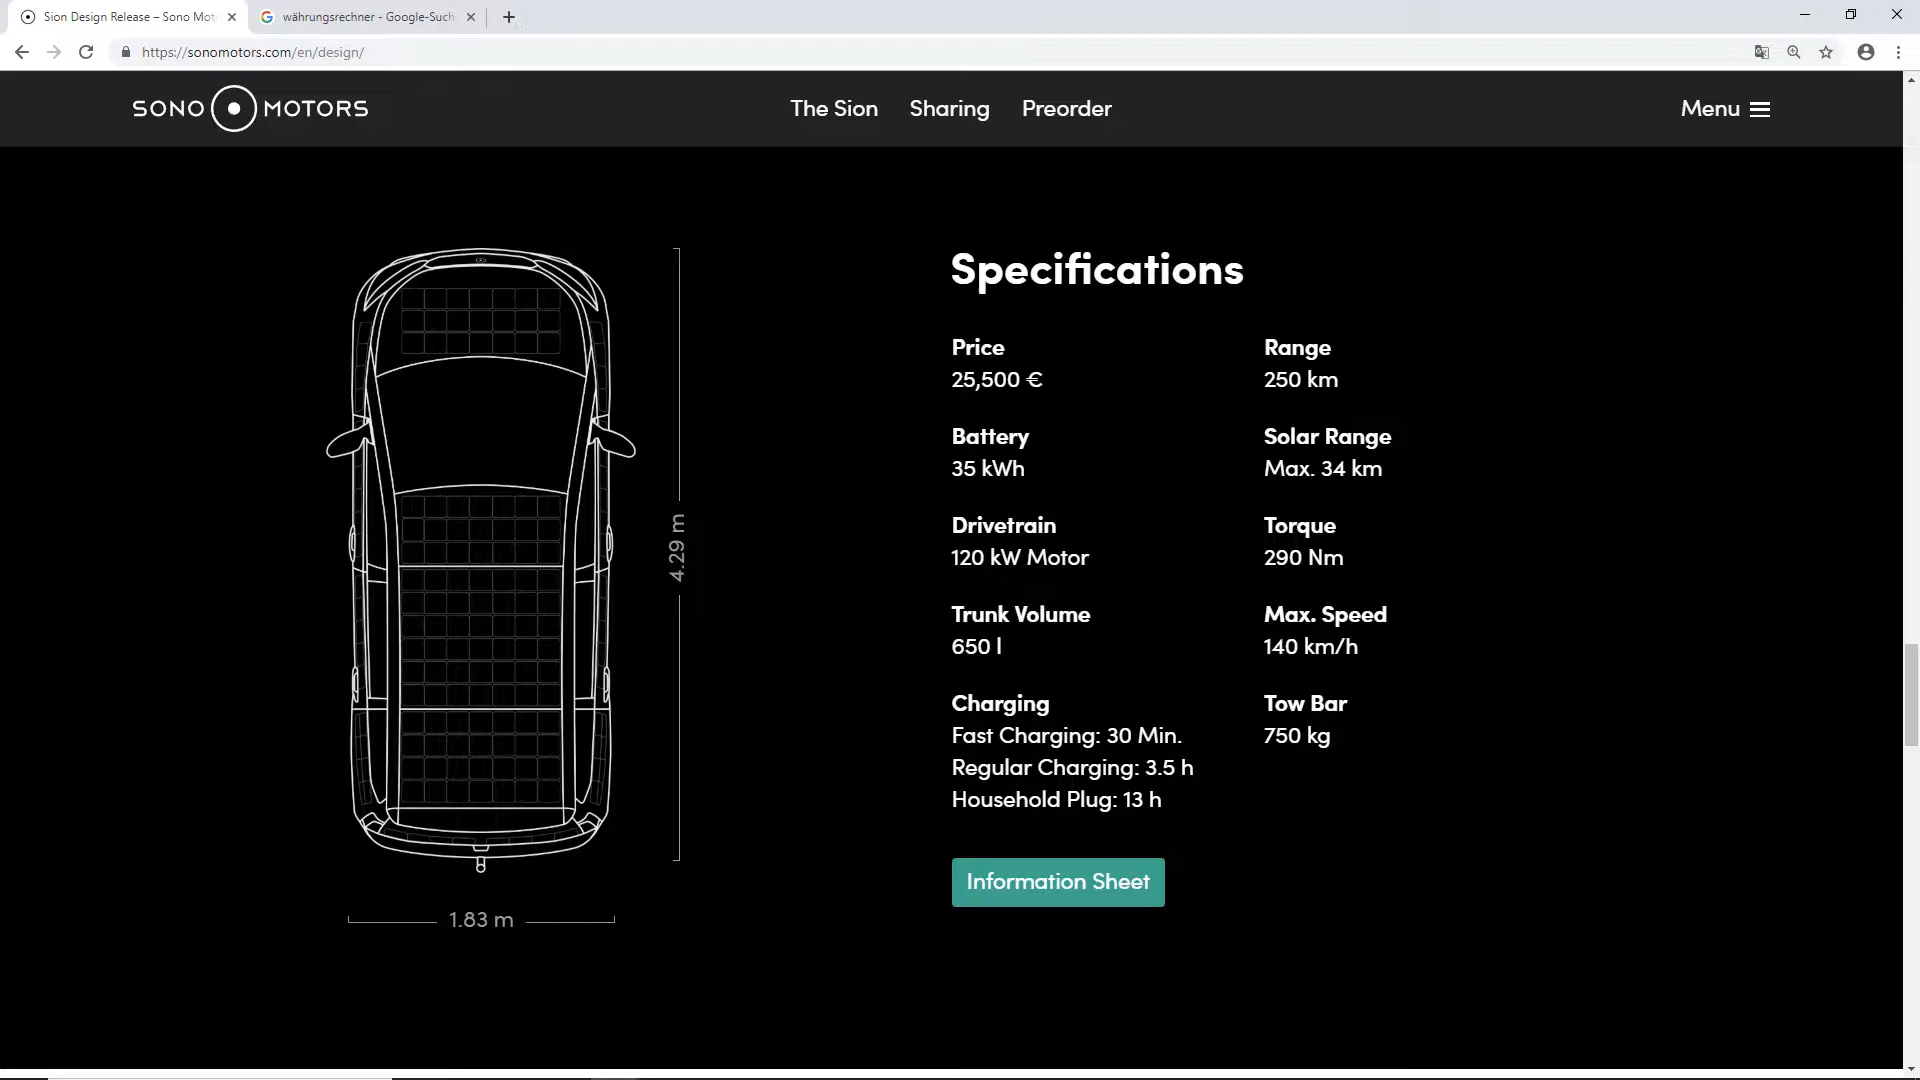 Sion Design Release – Sono Mot
währungsrechner - Google-Such
https://sonomotors.com/en/design/
SONO MOTORS
The Sion
Sharing
Preorder
Menu
Specifications
Price
25,500 €
Range
250 km
Battery
35 kWh
Solar Range
Max. 34 km
Drivetrain
120 kW Motor
Torque
290 Nm
Trunk Volume
650 l
Max. Speed
140 km/h
Charging
Fast Charging: 30 Min.
Regular Charging: 3.5 h
Household Plug: 13 h
Tow Bar
750 kg
Information Sheet
4.29 m
1.83 m